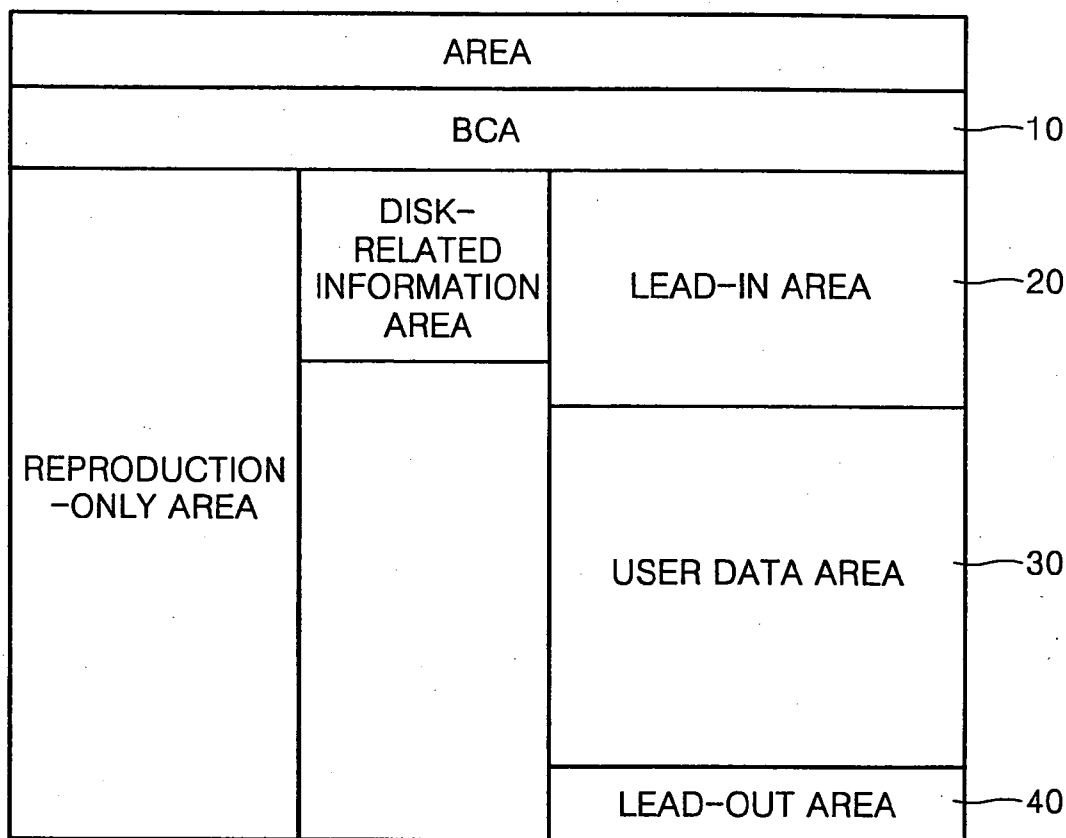 AREA
BCA
10
DISK-
RELATED
INFORMATION
AREA
LEAD-IN AREA
20
REPRODUCTION
-ONLY AREA
USER DATA AREA
30
LEAD-OUT AREA
40